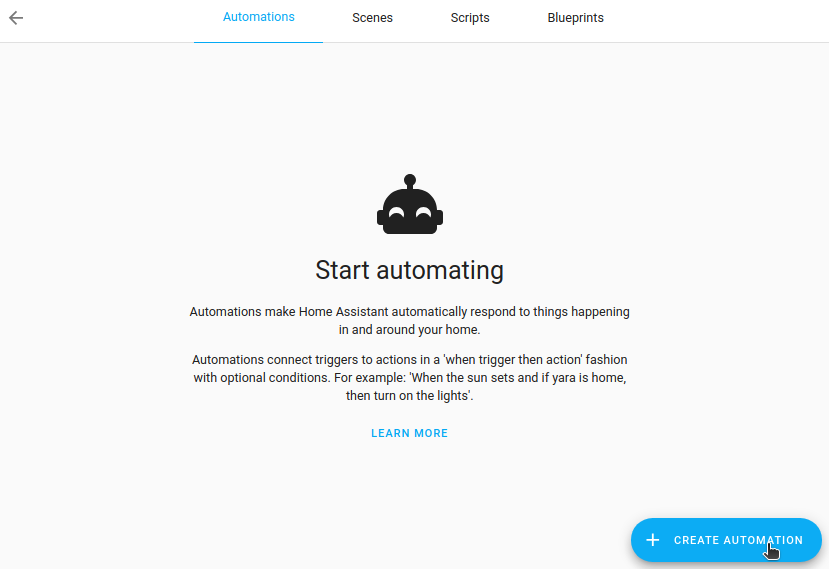 Automations Scenes Scripts Blueprints
Start automating
Automations make Home Assistant automatically respond to things happening
in and around your home.
Automations connect triggers to actions in a 'when trigger then action' fashion
with optional conditions. For example: 'When the sun sets and if yara is home,
then turn on the lights'.
LEARN MORE
CREATE AUTOMATION